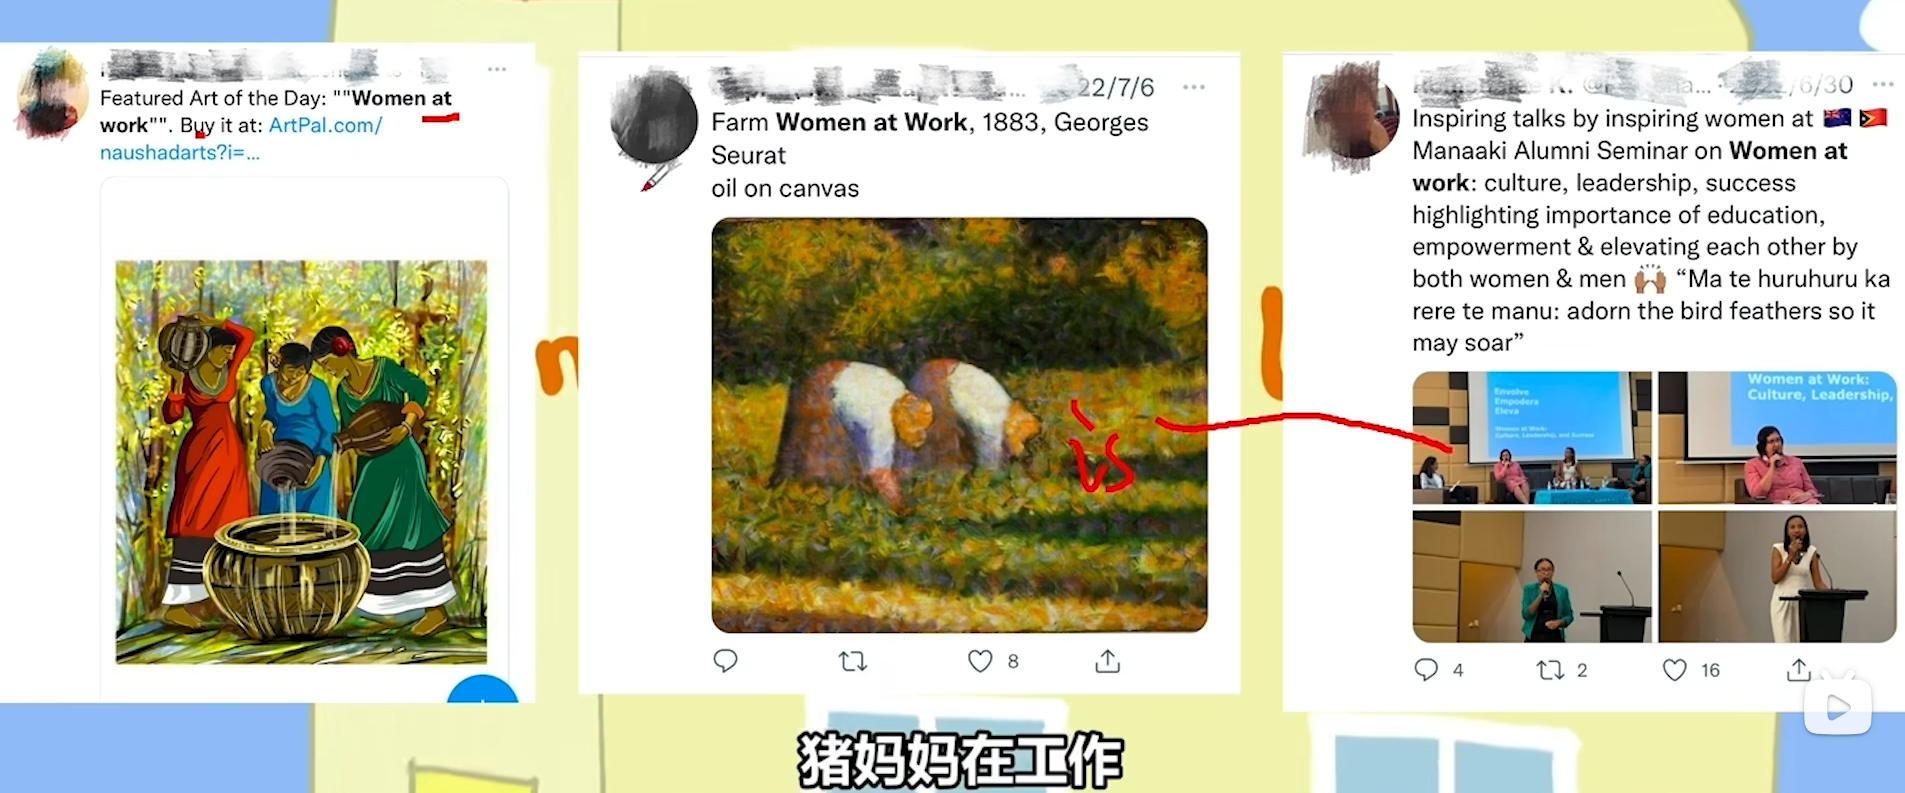 Featured Art of the Day: ""Women at
work"". Buy it at: ArtPal.com/
naushadarts?i=...
22/7/6
Farm Women at Work, 1883, Georges
Seurat
oil on canvas
is
8
/6/30
Inspiring talks by inspiring women at
Manaaki Alumni Seminar on Women at
work: culture, leadership, success
highlighting importance of education,
empowerment & elevating each other by
both women & men 🙌🏽 “Ma te huruhuru ka
rere te manu: adorn the bird feathers so it
may soar”
Envolve
Empodera
Eleva
Women at Work:
Culture, Leadership, and Success
Women at Work:
Culture, Leadership,
4
2
16
猪妈妈在工作